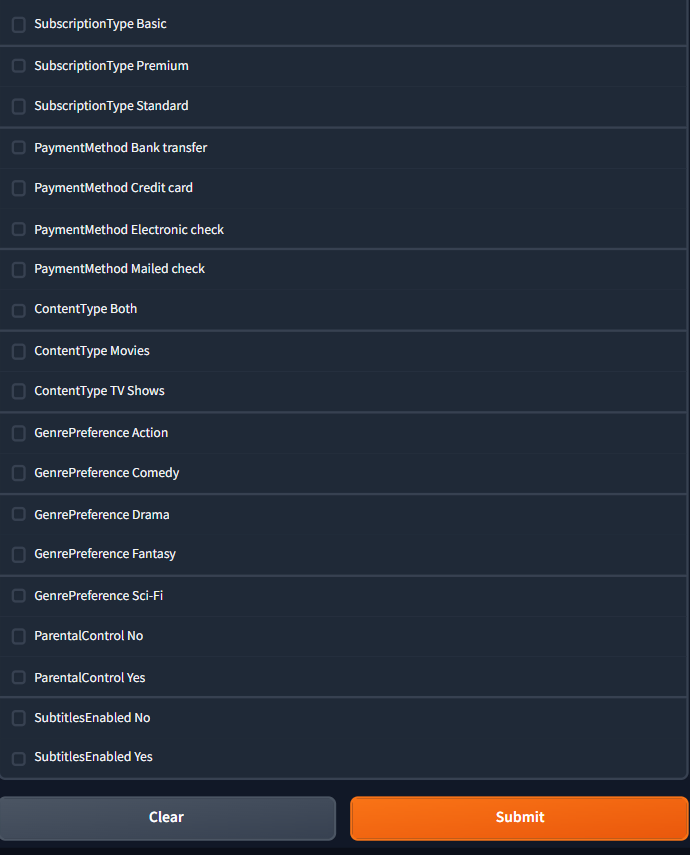 SubscriptionType Basic
SubscriptionType Premium
SubscriptionType Standard
PaymentMethod Bank transfer
PaymentMethod Credit card
PaymentMethod Electronic check
PaymentMethod Mailed check
ContentType Both
ContentType Movies
ContentType TV Shows
GenrePreference Action
GenrePreference Comedy
GenrePreference Drama
GenrePreference Fantasy
GenrePreference Sci-Fi
ParentalControl No
ParentalControl Yes
SubtitlesEnabled No
SubtitlesEnabled Yes
Clear
Submit